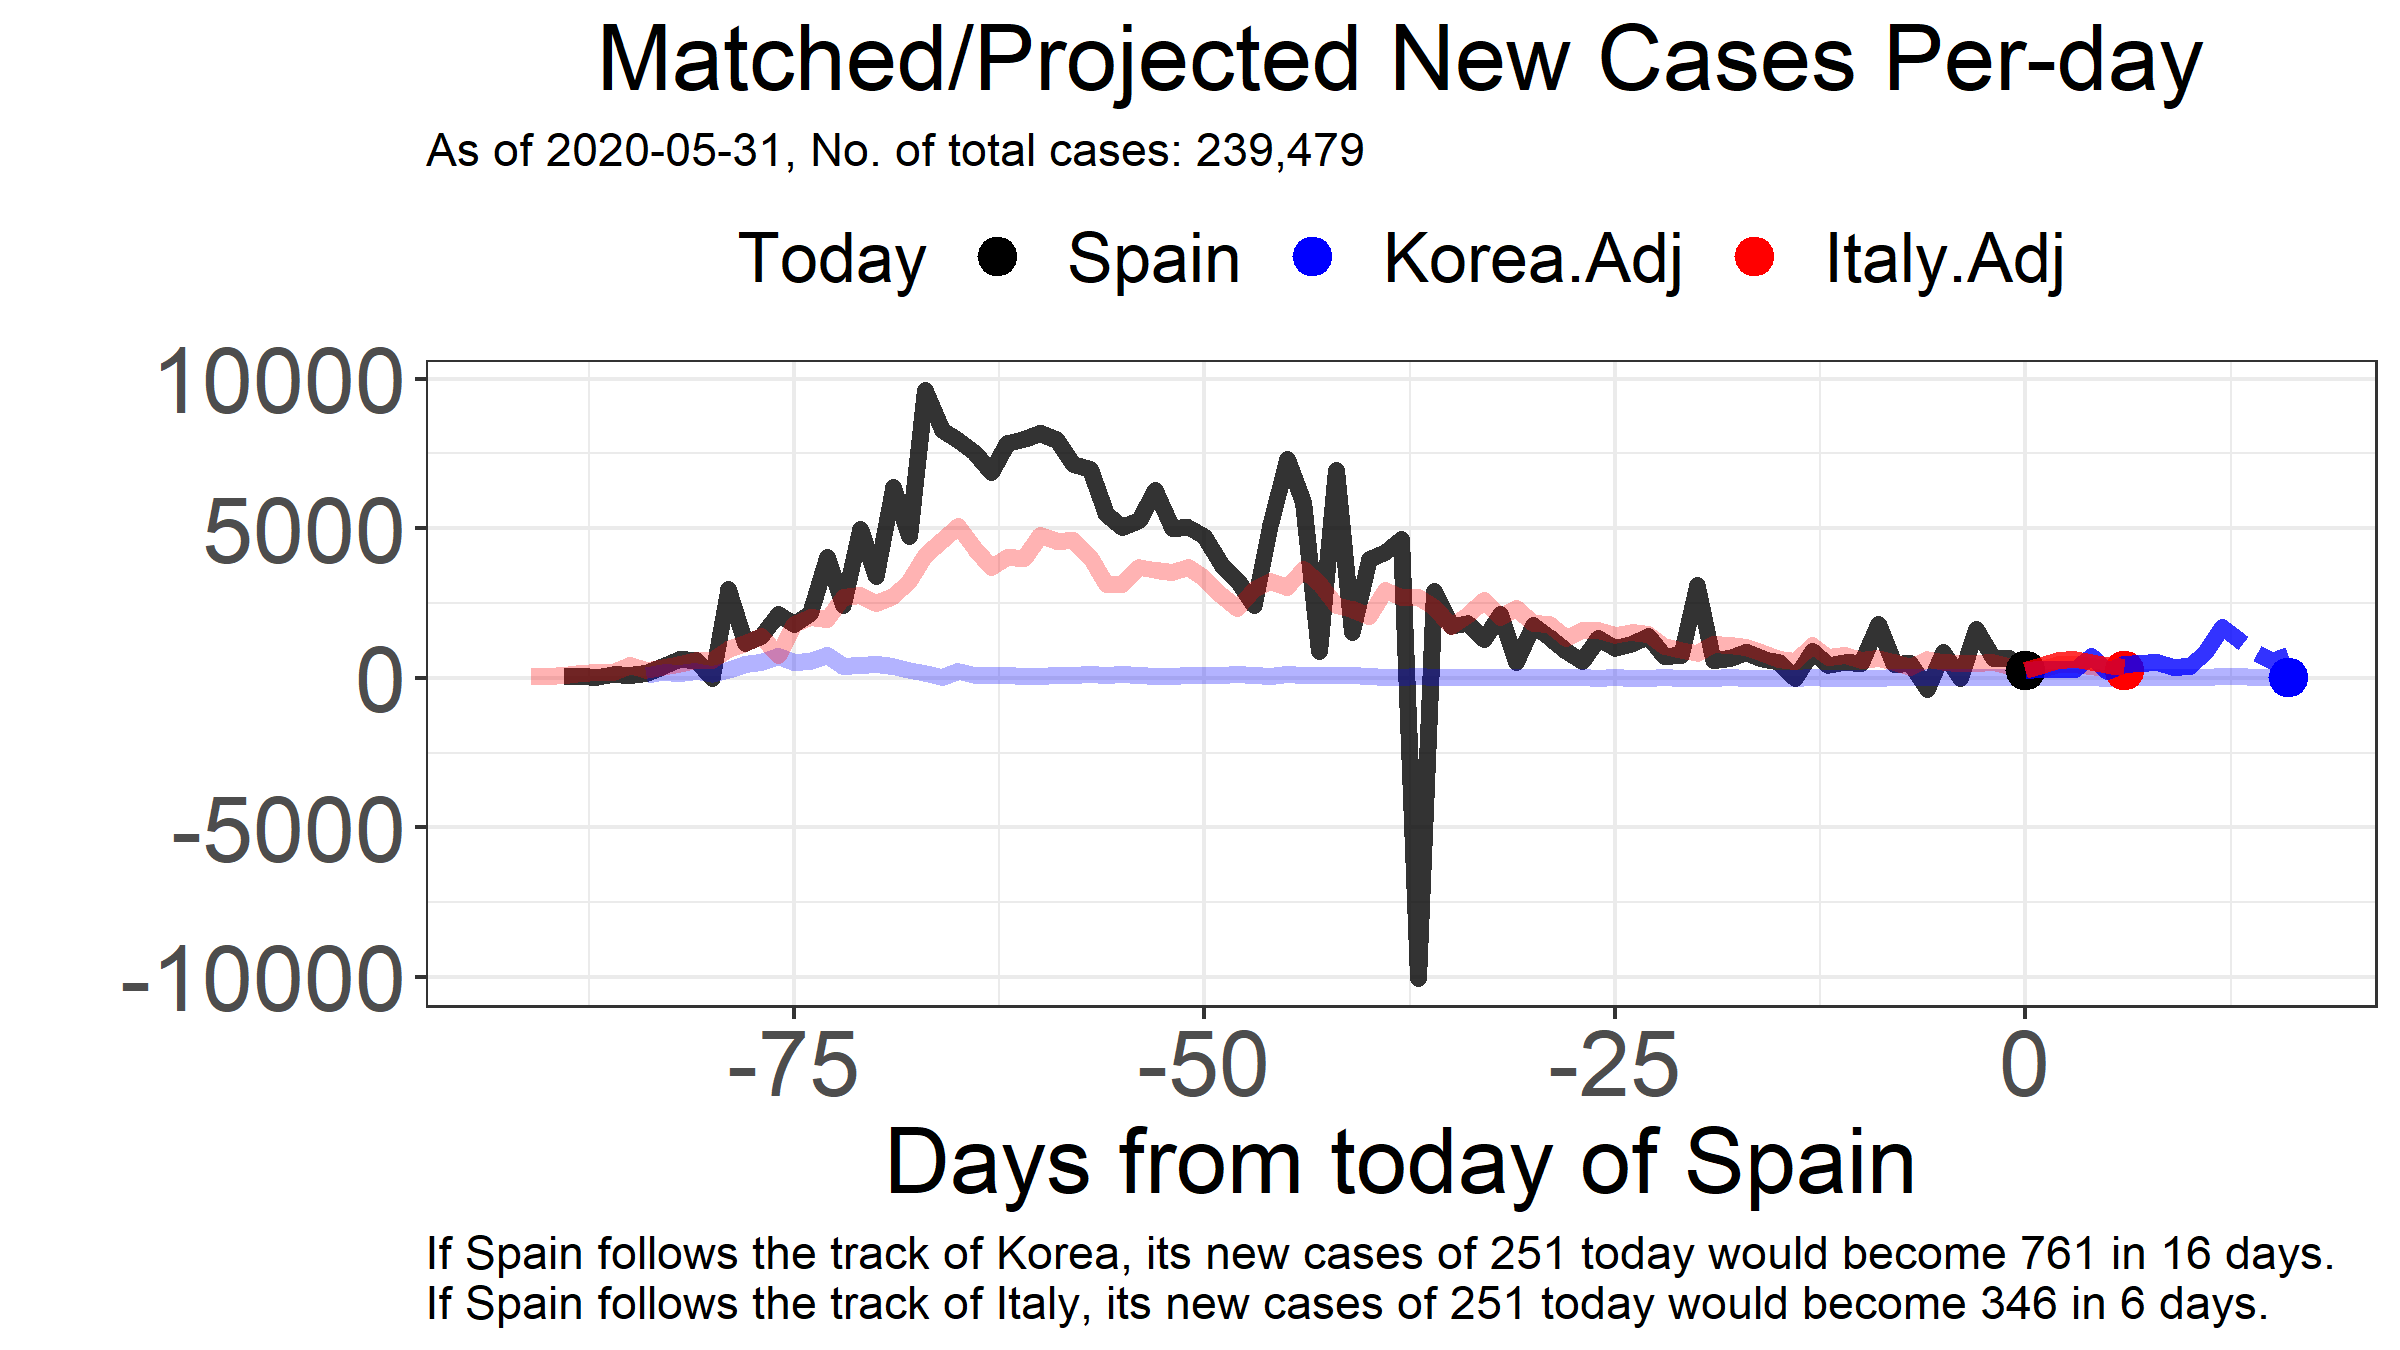 Matched/Projected New Cases Per-day
As of 2020-05-31, No. of total cases: 239,479
Today Spain Korea.Adj Italy.Adj
10000
5000
0
-5000
-10000
-75 -50 -25 0
Days from today of Spain
If Spain follows the track of Korea, its new cases of 251 today would become 761 in 16 days.
If Spain follows the track of Italy, its new cases of 251 today would become 346 in 6 days.